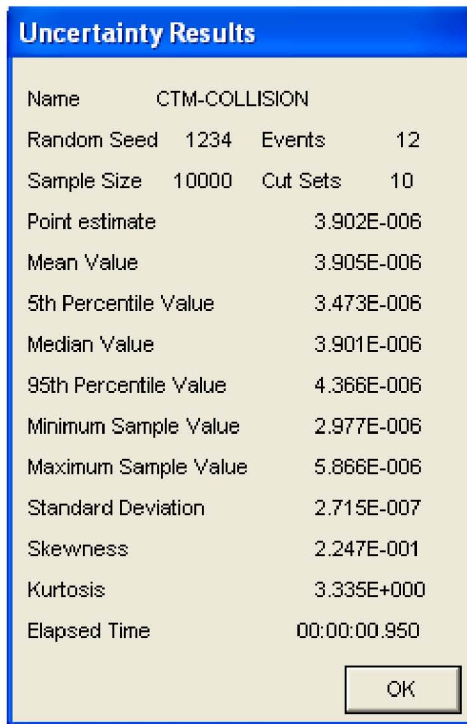 Uncertainty Results
Name CTM-COLLISION
Random Seed 1234 Events 12
Sample Size 10000 Cut Sets 10
Point estimate 3.902E-006
Mean Value 3.905E-006
5th Percentile Value 3.473E-006
Median Value 3.901E-006
95th Percentile Value 4.366E-006
Minimum Sample Value 2.977E-006
Maximum Sample Value 5.866E-006
Standard Deviation 2.715E-007
Skewness 2.247E-001
Kurtosis 3.335E+000
Elapsed Time 00:00:00.950
OK